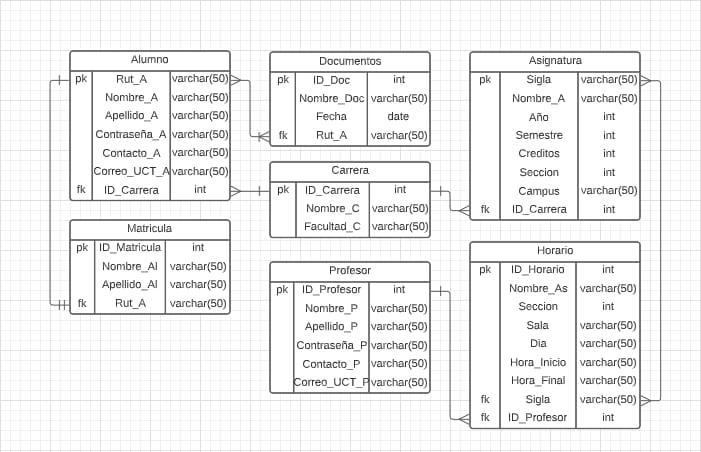 Alumno
pk Rut_A varchar(50)
Nombre_A varchar(50)
Apellido_A varchar(50)
Contraseña_A varchar(50)
Contacto_A varchar(50)
Correo_UCT_A varchar(50)
fk ID_Carrera int
Matricula
pk ID_Matricula int
Nombre_Al varchar(50)
Apellido_Al varchar(50)
fk Rut_A varchar(50)
Documentos
pk ID_Doc int
Nombre_Doc varchar(50)
Fecha date
fk Rut_A varchar(50)
Carrera
pk ID_Carrera int
Nombre_C varchar(50)
Facultad_C varchar(50)
Profesor
pk ID_Profesor int
Nombre_P varchar(50)
Apellido_P varchar(50)
Contraseña_P varchar(50)
Contacto_P varchar(50)
Correo_UCT_P varchar(50)
Asignatura
pk Sigla varchar(50)
Nombre_A varchar(50)
Año int
Semestre int
Creditos int
Seccion int
Campus varchar(50)
fk ID_Carrera int
Horario
pk ID_Horario int
Nombre_As varchar(50)
Seccion int
Sala varchar(50)
Dia varchar(50)
Hora_Inicio varchar(50)
Hora_Final varchar(50)
fk Sigla varchar(50)
fk ID_Profesor int